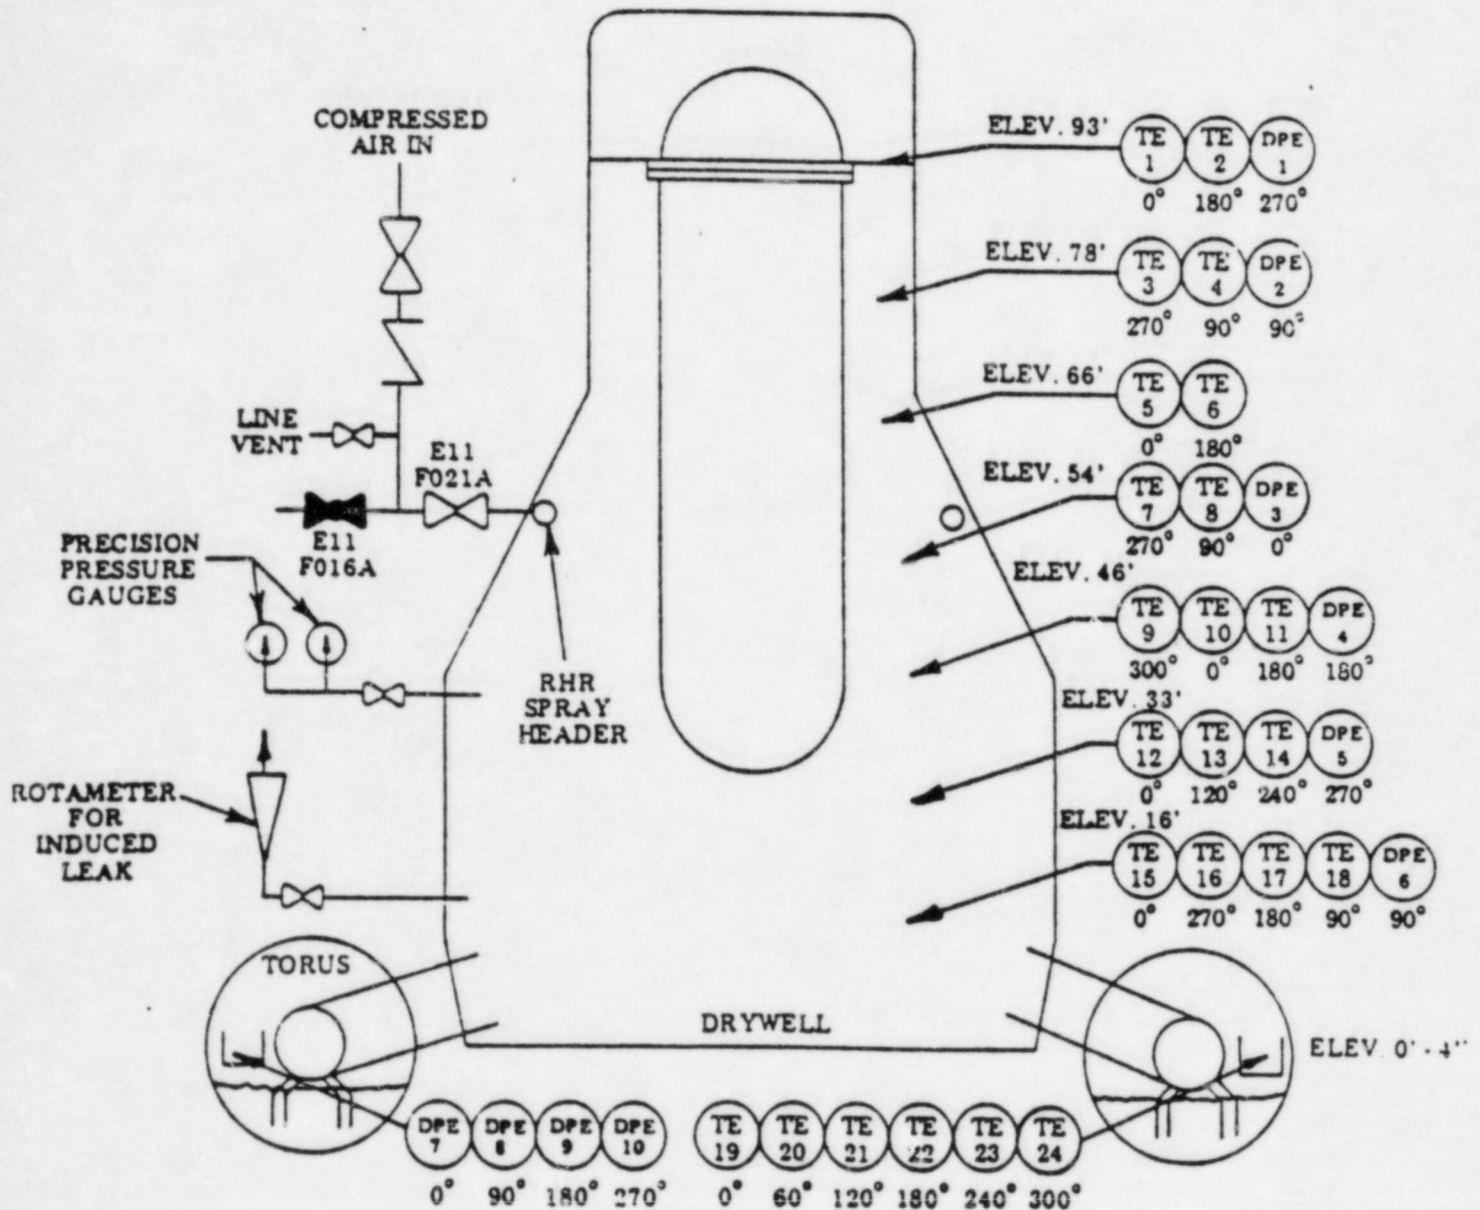 COMPRESSED
AIR IN
ELEV. 93'
TE 1 TE 2 DPE 1
0° 180° 270°
ELEV. 78'
TE 3 TE 4 DPE 2
270° 90° 90°
ELEV. 66'
TE 5 TE 6
0° 180°
LINE
VENT
E11
F021A
ELEV. 54'
TE 7 TE 8 DPE 3
270° 90° 0°
E11
F016A
PRECISION
PRESSURE
GAUGES
ELEV. 46'
TE 9 TE 10 TE 11 DPE 4
300° 0° 180° 180°
RHR
SPRAY
HEADER
ELEV. 33'
TE 12 TE 13 TE 14 DPE 5
0° 120° 240° 270°
ROTAMETER
FOR
INDUCED
LEAK
ELEV. 16'
TE 15 TE 16 TE 17 TE 18 DPE 6
0° 270° 180° 90° 90°
TORUS
DRYWELL
ELEV. 0' - 4"
DPE 7 DPE 8 DPE 9 DPE 10
0° 90° 180° 270°
TE 19 TE 20 TE 21 TE 22 TE 23 TE 24
0° 60° 120° 180° 240° 300°